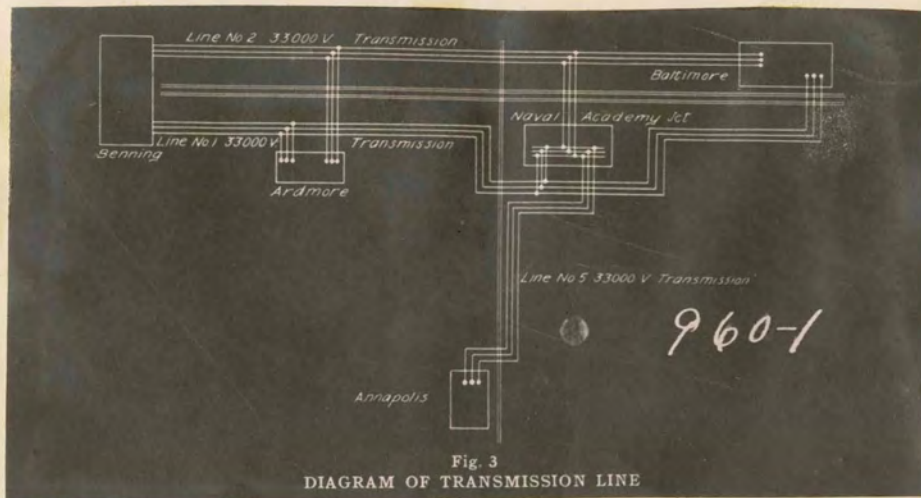 Line No 2 33000 V Transmission
Baltimore
Naval Academy Jct
Line No 1 33000 V Transmission
Benning
Ardmore
Line No 5 33000 V Transmission
960-1
Annapolis
Fig. 3
DIAGRAM OF TRANSMISSION LINE